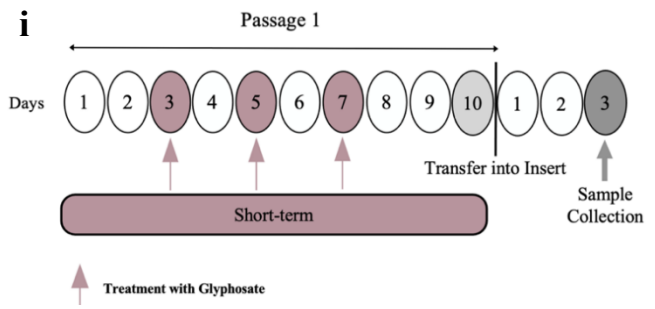 i
Passage 1
Days 1 2 3 4 5 6 7 8 9 10 1 2 3
Transfer into Insert
Sample
Collection
Short-term
Treatment with Glyphosate